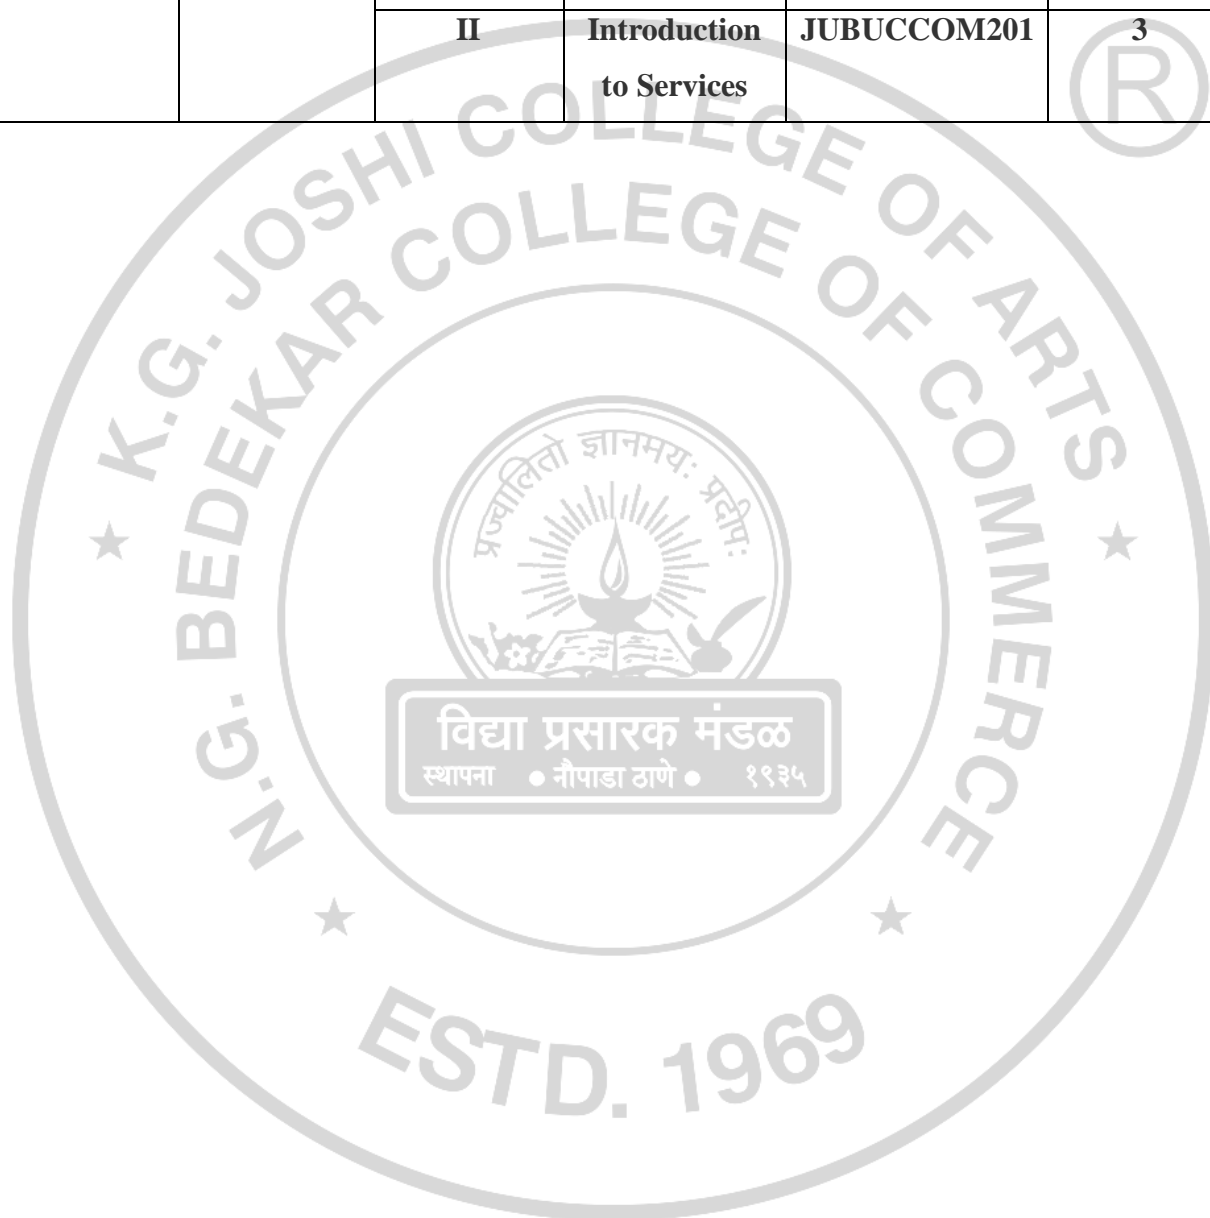 II Introduction JUBUCCOM201 3
to Services
®
K.G. JOSHI COLLEGE OF ARTS
N.G. BEDEKAR COLLEGE OF COMMERCE
प्रज्वालितो ज्ञानमयः प्रदीपः
विद्या प्रसारक मंडळ
स्थापना • नौपाडा ठाणे • १९३५
ESTD. 1969